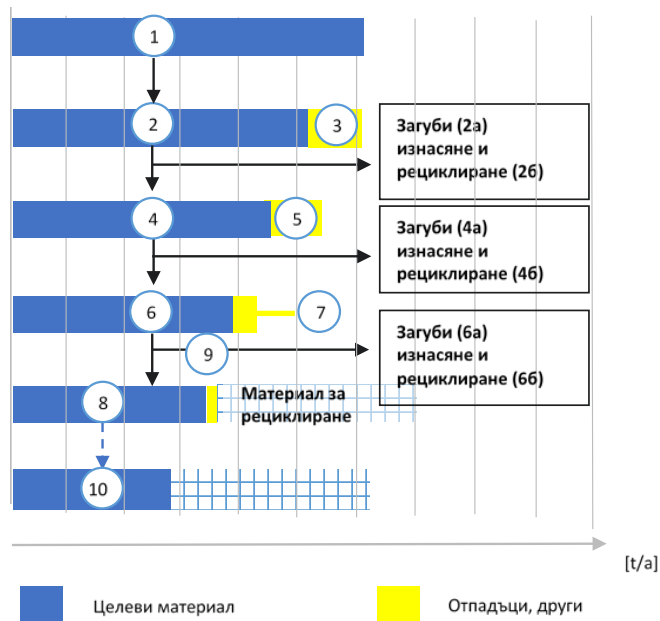 1
2
3
Загуби (2а)
изнасяне и
рециклиране (2б)
4
5
Загуби (4а)
изнасяне и
рециклиране (4б)
6
7
Загуби (6а)
изнасяне и
рециклиране (6б)
9
8
Материал за
рециклиране
10
[t/a]
Целеви материал
Отпадъци, други